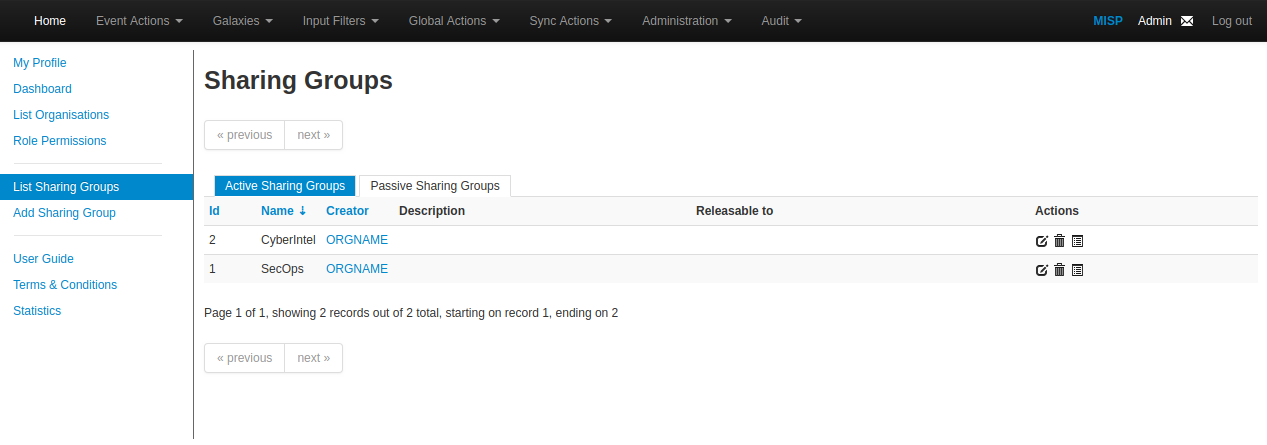 Home Event Actions Galaxies Input Filters Global Actions Sync Actions Administration Audit MISP Admin Log out
My Profile
Dashboard
List Organisations
Role Permissions
List Sharing Groups
Add Sharing Group
User Guide
Terms & Conditions
Statistics
Sharing Groups
« previous next »
Active Sharing Groups Passive Sharing Groups
Id Name ↓ Creator Description Releasable to Actions
2 CyberIntel ORGNAME
1 SecOps ORGNAME
Page 1 of 1, showing 2 records out of 2 total, starting on record 1, ending on 2
« previous next »